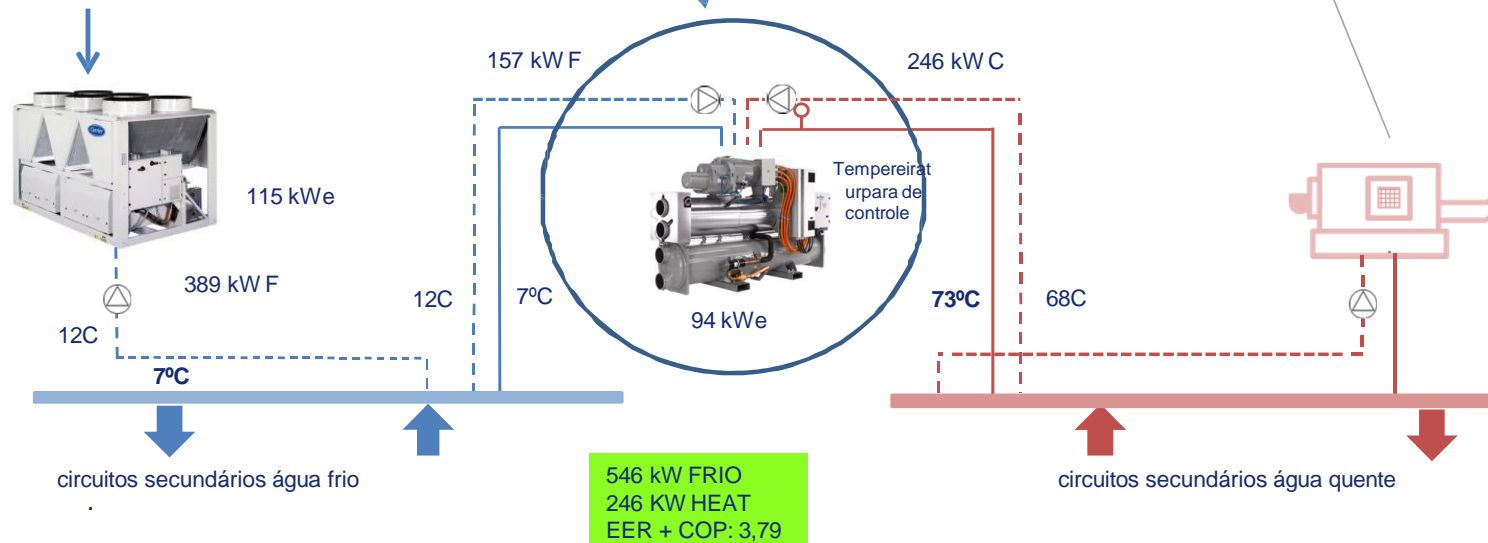 157 kW F
246 kW C
Carrier
115 kWe
Tempereirat
urpara de
controle
389 kW F
12C
7ºC
73ºC
68C
94 kWe
12C
7ºC
circuitos secundários água frio
.
546 kW FRIO
246 KW HEAT
EER + COP: 3,79
circuitos secundários água quente